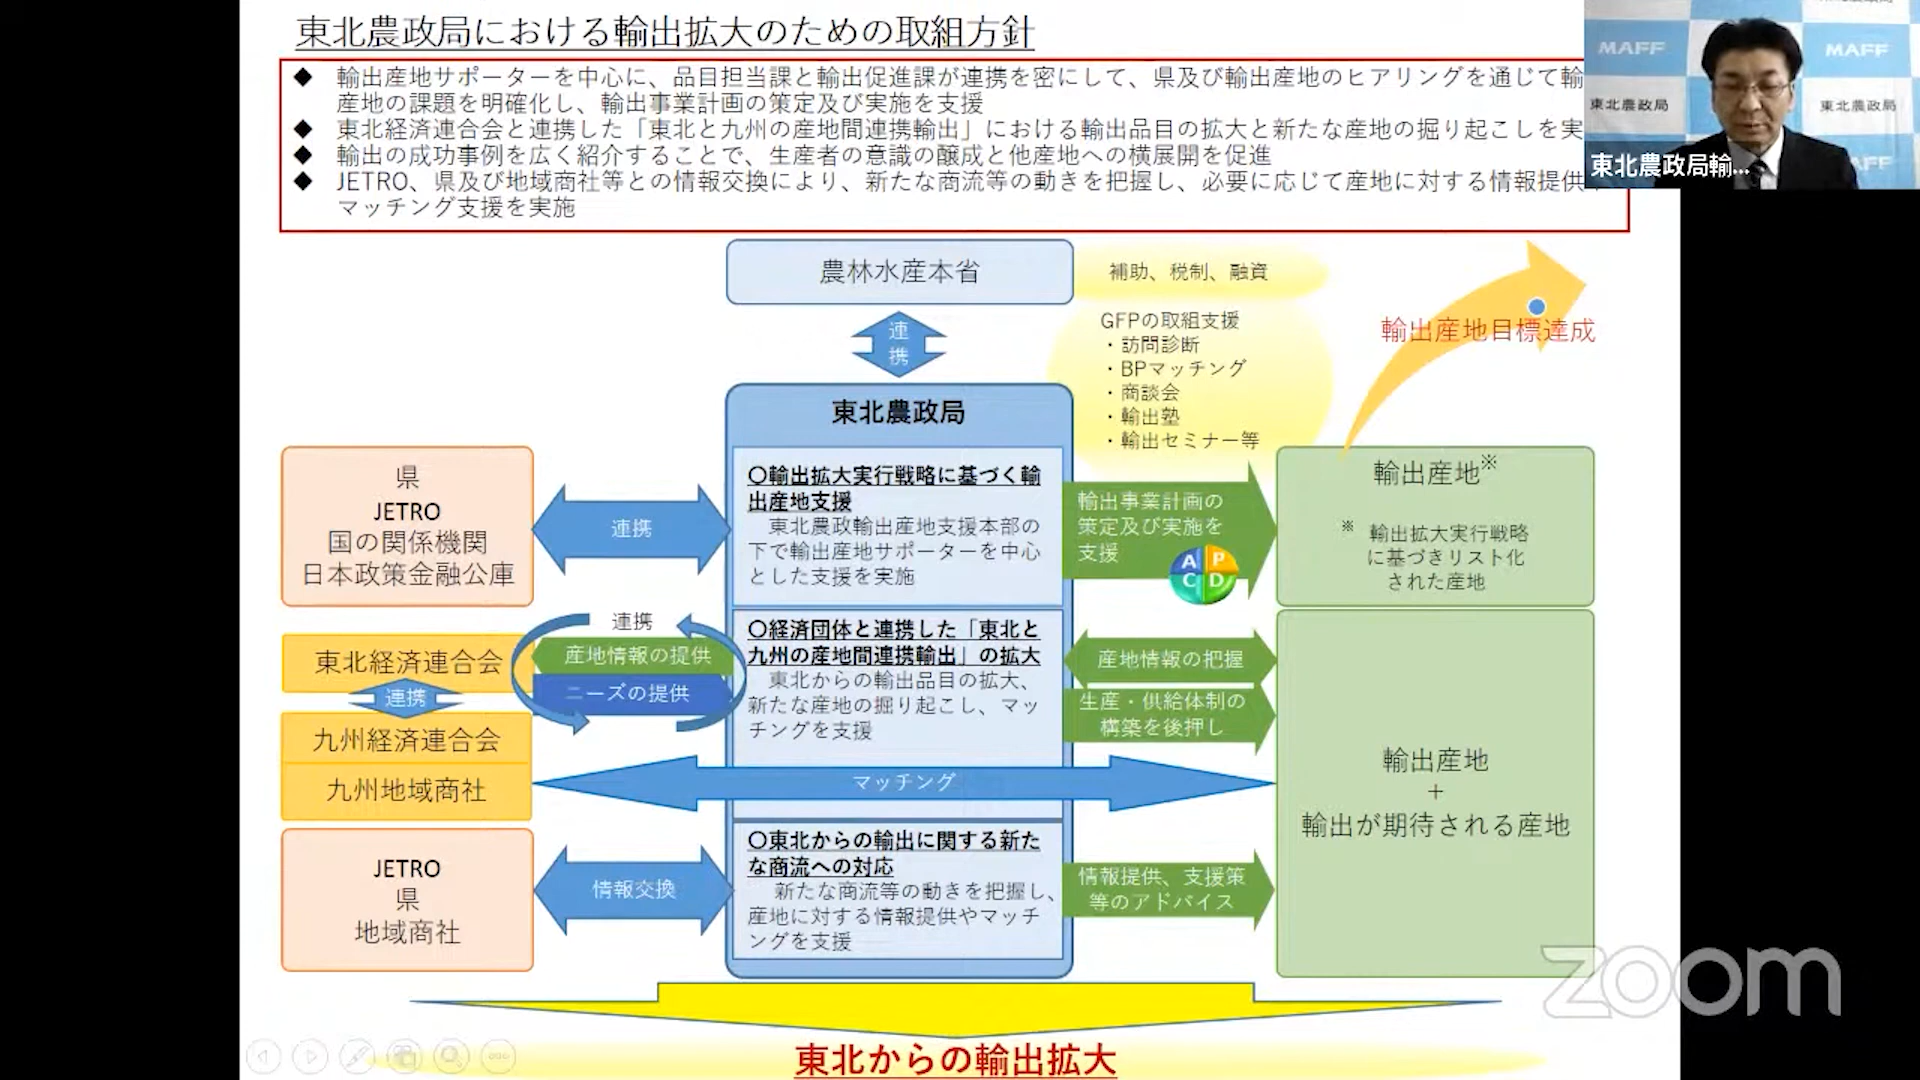 東北農政局における輸出拡大のための取組方針
◆ 輸出産地サポーターを中心に、品目担当課と輸出促進課が連携を密にして、県及び輸出産地のヒアリングを通じて輸
産地の課題を明確化し、輸出事業計画の策定及び実施を支援
◆ 東北経済連合会と連携した「東北と九州の産地間連携輸出」における輸出品目の拡大と新たな産地の掘り起こしを実
◆ 輸出の成功事例を広く紹介することで、生産者の意識の醸成と他産地への横展開を促進
◆ JETRO、県及び地域商社等との情報交換により、新たな商流等の動きを把握し、必要に応じて産地に対する情報提供
マッチング支援を実施
MAFF
MAFF
東北農政局
東北農政局
AFF
東北農政局輸...
農林水産本省
補助、税制、融資
連
携
GFPの取組支援
・訪問診断
・BPマッチング
・商談会
・輸出塾
・輸出セミナー等
輸出産地目標達成
東北農政局
県
JETRO
国の関係機関
日本政策金融公庫
連携
〇輸出拡大実行戦略に基づく輸
出産地支援
東北農政輸出産地支援本部の
下で輸出産地サポーターを中心
とした支援を実施
輸出事業計画の
策定及び実施を
支援
A P
C D
輸出産地※
※ 輸出拡大実行戦略
に基づきリスト化
された産地
東北経済連合会
連携
九州経済連合会
九州地域商社
連携
産地情報の提供
ニーズの提供
〇経済団体と連携した「東北と
九州の産地間連携輸出」の拡大
東北からの輸出品目の拡大、
新たな産地の掘り起こし、マッ
チングを支援
産地情報の把握
生産・供給体制の
構築を後押し
マッチング
輸出産地
+
輸出が期待される産地
JETRO
県
地域商社
情報交換
〇東北からの輸出に関する新た
な商流への対応
新たな商流等の動きを把握し、
産地に対する情報提供やマッチ
ングを支援
情報提供、支援策
等のアドバイス
zoom
東北からの輸出拡大